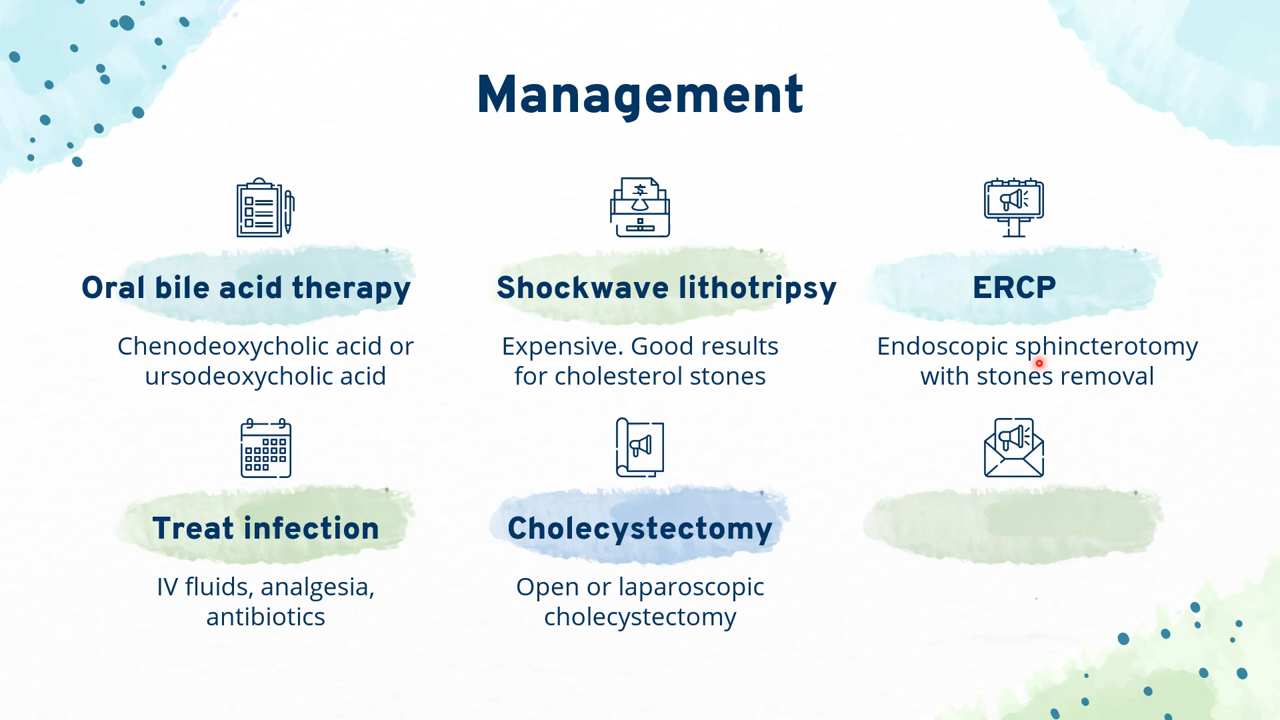 Management
Oral bile acid therapy
Chenodeoxycholic acid or
ursodeoxycholic acid
Shockwave lithotripsy
Expensive. Good results
for cholesterol stones
ERCP
Endoscopic sphincterotomy
with stones removal
Treat infection
IV fluids, analgesia,
antibiotics
Cholecystectomy
Open or laparoscopic
cholecystectomy